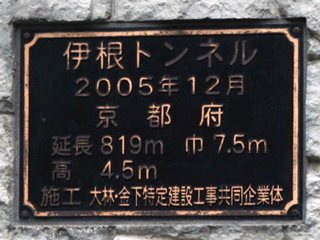 伊根トンネル
2005年12月
京都府
延長 819m 巾 7.5m
高 4.5m
施工 大林・金下特定建設工事共同企業体